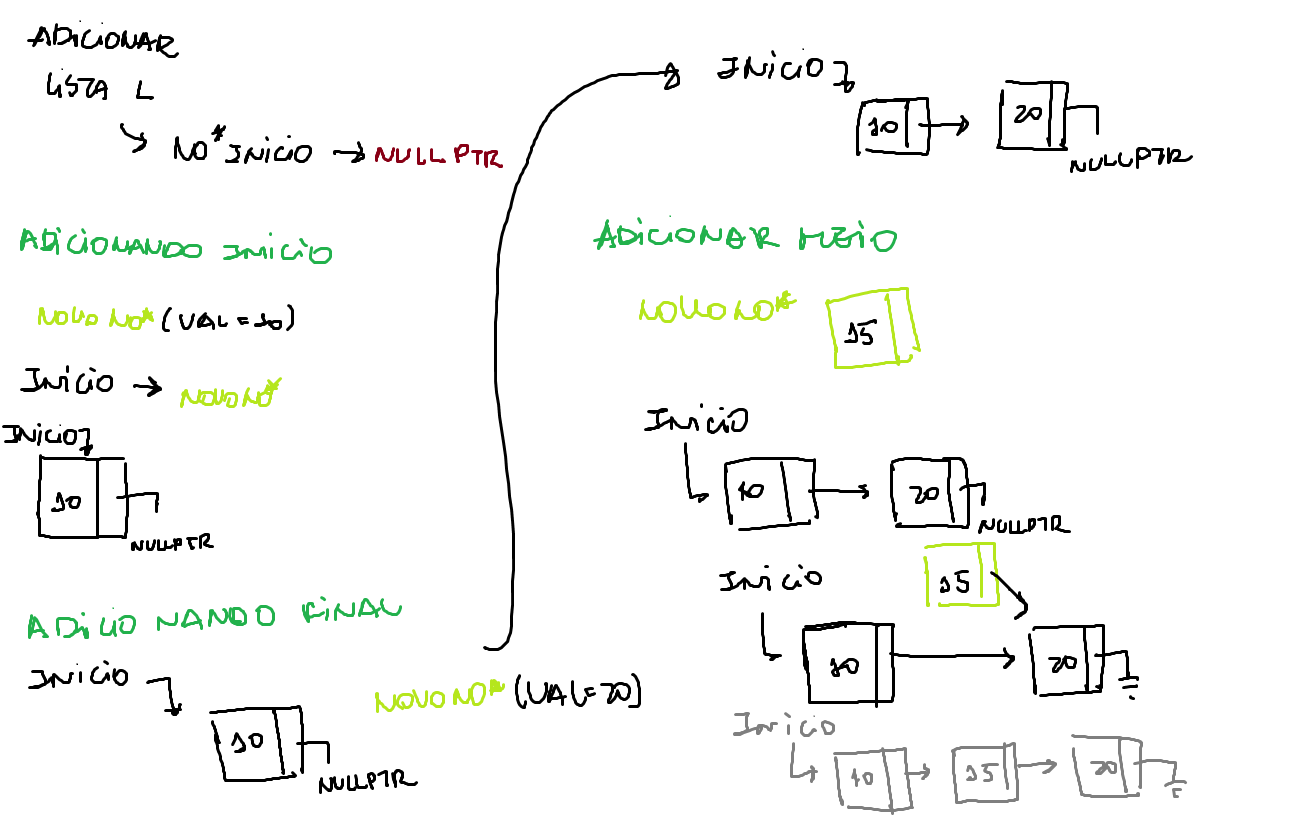 ADICIONAR
LISTA L
NO* INICIO → NULLPTR
ADICIONANDO INICIO
NOVO NO* (VAL = 10)
INICIO → NOVO NO*
INICIO
10
NULLPTR
ADICIONANDO FINAL
INICIO
10
NULLPTR
NOVO NO* (VAL=20)
INICIO
10 → 20
NULLPTR
ADICIONAR MEIO
NOVO NO* 15
INICIO
10 → 20
NULLPTR
15
INICIO
10 → 20
INICIO
10 → 15 → 20